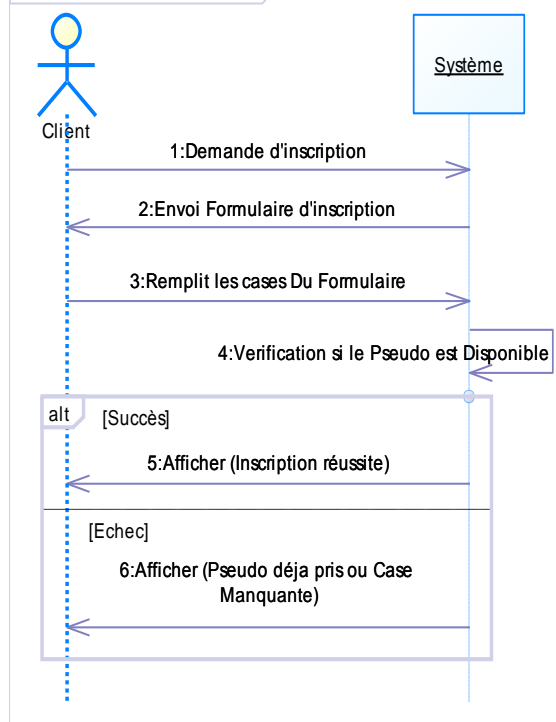 Système
Client
1:Demande d'inscription
2:Envoi Formulaire d'inscription
3:Remplit les cases Du Formulaire
4:Verification si le Pseudo est Disponible
alt
[Succès]
5:Afficher (Inscription réussite)
[Echec]
6:Afficher (Pseudo déja pris ou Case
Manquante)